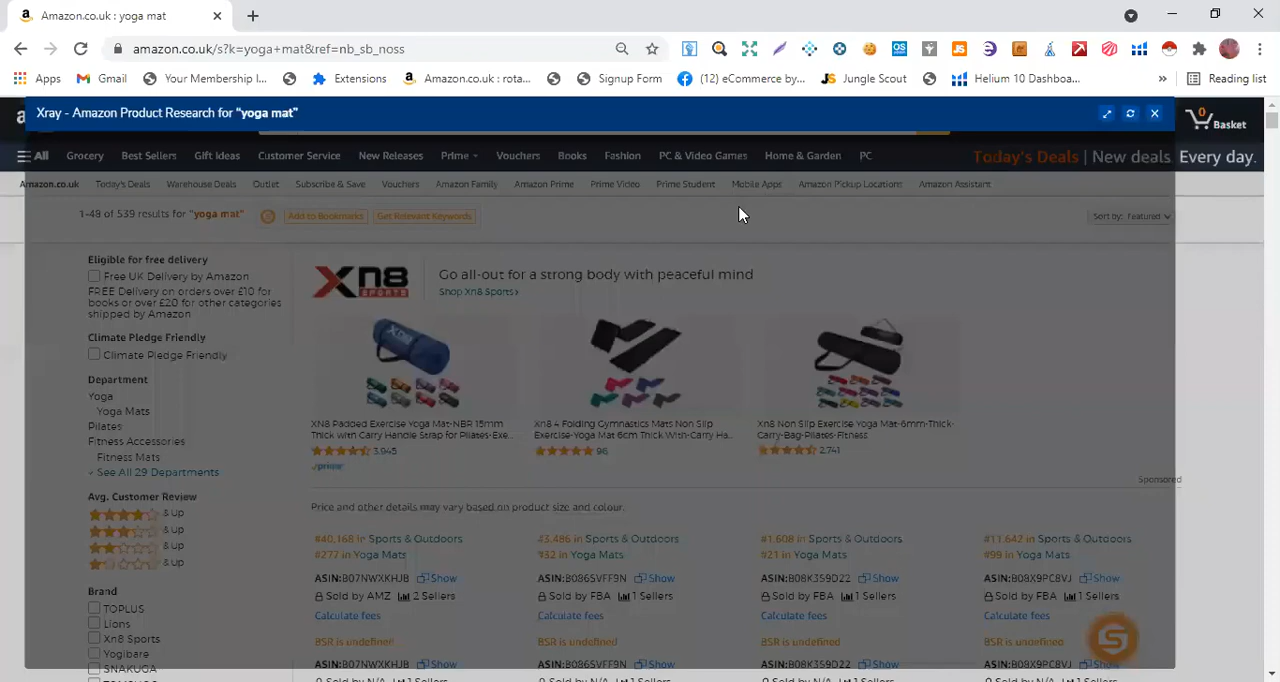 Amazon.co.uk : yoga mat
amazon.co.uk/s?k=yoga+mat&ref=nb_sb_noss
Apps Gmail Your Membership I... Extensions Amazon.co.uk : rota... Signup Form (12) eCommerce by... Jungle Scout Helium 10 Dashboa... » Reading list
Xray - Amazon Product Research for "yoga mat"
0 Basket
All Grocery Best Sellers Gift Ideas Customer Service New Releases Prime Vouchers Books Fashion PC & Video Games Home & Garden PC Today's Deals | New deals. Every day.
Amazon.co.uk Today's Deals Warehouse Deals Outlet Subscribe & Save Vouchers Amazon Family Amazon Prime Prime Video Prime Student Mobile Apps Amazon Pickup Locations Amazon Assistant
1-48 of 539 results for "yoga mat" Add to Bookmarks Get Relevant Keywords Sort by: Featured
Eligible for free delivery
Free UK Delivery by Amazon
FREE Delivery on orders over £10 for
books or over £20 for other categories
shipped by Amazon
Climate Pledge Friendly
Climate Pledge Friendly
Department
Yoga
Yoga Mats
Pilates
Fitness Accessories
Fitness Mats
See All 29 Departments
Avg. Customer Review
& Up
& Up
& Up
& Up
Brand
TOPLUS
Lions
Xn8 Sports
Yogibare
SNAKUGA
XN8 SPORTS
Go all-out for a strong body with peaceful mind
Shop Xn8 Sports ›
Xn8 Padded Exercise Yoga Mat-NBR 15mm
Thick with Carry Handle Strap for Pilates-Exe...
3,945
prime
Xn8 4 Folding Gymnastics Mats Non Slip
Exercise-Yoga Mat 6cm Thick With-Carry Ha...
96
Xn8 Non Slip Exercise Yoga Mat-6mm-Thick-
Carry-Bag-Pilates-Fitness
2,741
Sponsored
Price and other details may vary based on product size and colour.
#40,168 in Sports & Outdoors
#277 in Yoga Mats
ASIN:B07NWXKHJB Show
Sold by AMZ 2 Sellers
Calculate fees
BSR is undefined
ASIN:B07NWXKHJB Show
Sold by N/A 1 Sellers
#3,486 in Sports & Outdoors
#32 in Yoga Mats
ASIN:B086SVFF9N Show
Sold by FBA 1 Sellers
Calculate fees
BSR is undefined
ASIN:B086SVFF9N Show
Sold by N/A 1 Sellers
#1,608 in Sports & Outdoors
#21 in Yoga Mats
ASIN:B08K3S9D22 Show
Sold by FBA 1 Sellers
Calculate fees
BSR is undefined
ASIN:B08K3S9D22 Show
Sold by N/A 1 Sellers
#11,642 in Sports & Outdoors
#99 in Yoga Mats
ASIN:B08X9PC8VJ Show
Sold by FBA 1 Sellers
Calculate fees
BSR is undefined
ASIN:B08X9PC8VJ Show
Sold by N/A 1 Sellers